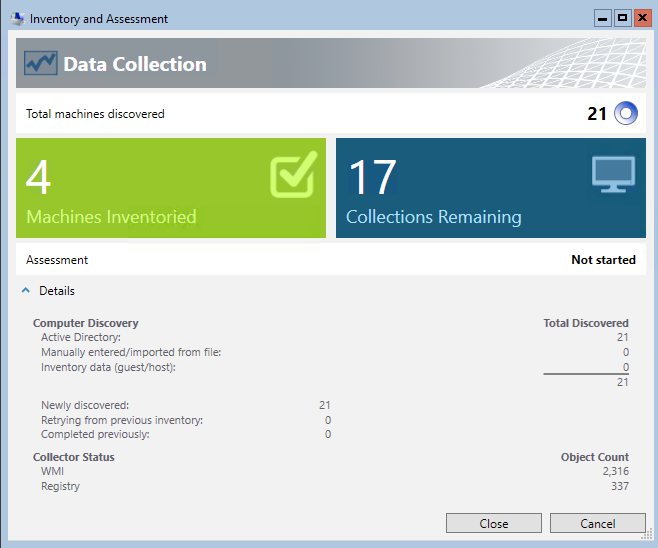 Inventory and Assessment
Data Collection
Total machines discovered 21
4 17
Machines Inventoried Collections Remaining
Assessment Not started
Details
Computer Discovery Total Discovered
Active Directory: 21
Manually entered/imported from file: 0
Inventory data (guest/host): 0
21
Newly discovered: 21
Retrying from previous inventory: 0
Completed previously: 0
Collector Status Object Count
WMI 2,316
Registry 337
Close Cancel